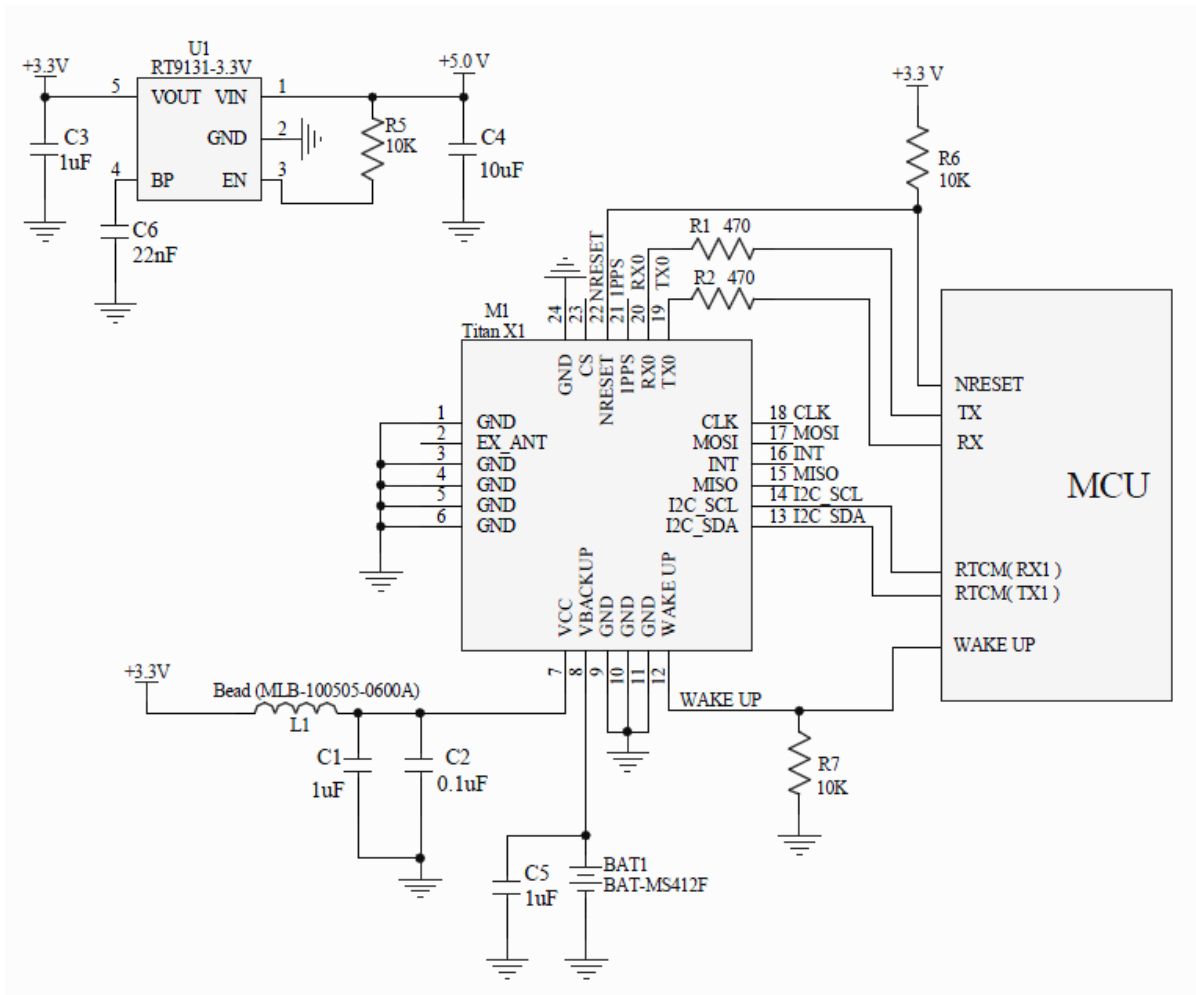 U1
RT9131-3.3V
+3.3V
+5.0 V
5 VOUT VIN 1
GND 2
4 BP EN 3
C3
1uF
R5
10K
C4
10uF
C6
22nF
+3.3 V
R6
10K
R1 470
R2 470
NRESET
1PPS
RX0
TX0
24
23
22
21
20
19
M1
Titan X1
GND
CS
NRESET
1PPS
RX0
TX0
1 GND
2 EX_ANT
3 GND
4 GND
5 GND
6 GND
CLK 18 CLK
MOSI 17 MOSI
INT 16 INT
MISO 15 MISO
I2C_SCL 14 I2C_SCL
I2C_SDA 13 I2C_SDA
VCC
VBACKUP
GND
GND
GND
WAKE UP
7
8
9
10
11
12
NRESET
TX
RX
MCU
RTCM( RX1 )
RTCM( TX1 )
WAKE UP
WAKE UP
R7
10K
+3.3V
Bead (MLB-100505-0600A)
L1
C1
1uF
C2
0.1uF
C5
1uF
BAT1
BAT-MS412F